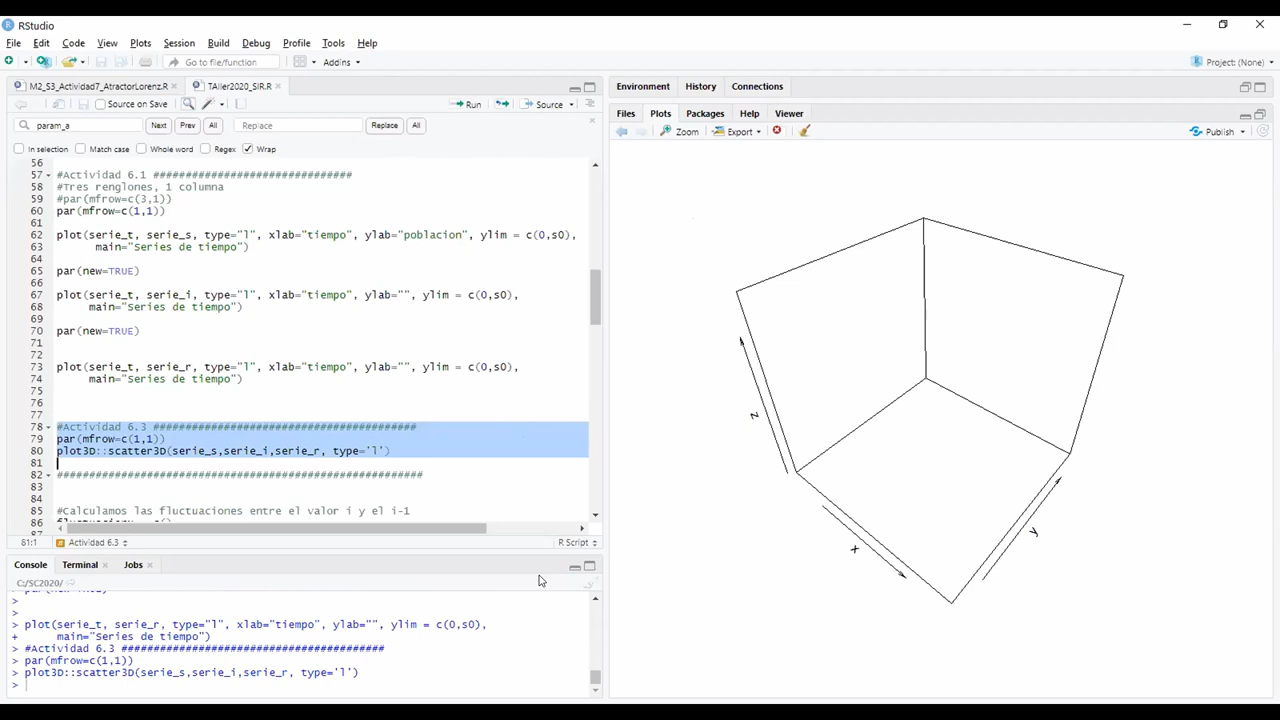 RStudio
File Edit Code View Plots Session Build Debug Profile Tools Help
Go to file/function Addins Project: (None)
M2_S3_Actividad7_AtractorLorenz.R TAller2020_SIR.R
Source on Save Run Source
param_a Next Prev All Replace Replace All
In selection Match case Whole word Regex Wrap
56
57 #Actividad 6.1 ##############################
58 #Tres renglones, 1 columna
59 #par(mfrow=c(3,1))
60 par(mfrow=c(1,1))
61
62 plot(serie_t, serie_s, type="l", xlab="tiempo", ylab="poblacion", ylim = c(0,s0),
63 main="Series de tiempo")
64
65 par(new=TRUE)
66
67 plot(serie_t, serie_i, type="l", xlab="tiempo", ylab="", ylim = c(0,s0),
68 main="Series de tiempo")
69
70 par(new=TRUE)
71
72
73 plot(serie_t, serie_r, type="l", xlab="tiempo", ylab="", ylim = c(0,s0),
74 main="Series de tiempo")
75
76
77
78 #Actividad 6.3 ########################################
79 par(mfrow=c(1,1))
80 plot3D::scatter3D(serie_s,serie_i,serie_r, type='l')
81
82 #######################################################
83
84
85 #Calculamos las fluctuaciones entre el valor i y el i-1
86
87
81:1 Actividad 6.3 R Script
Console Terminal Jobs
C:/SC2020/
>
>
> plot(serie_t, serie_r, type="l", xlab="tiempo", ylab="", ylim = c(0,s0),
+ main="Series de tiempo")
> #Actividad 6.3 ########################################
> par(mfrow=c(1,1))
> plot3D::scatter3D(serie_s,serie_i,serie_r, type='l')
>
Environment History Connections
Files Plots Packages Help Viewer
Zoom Export Publish
z
x
y